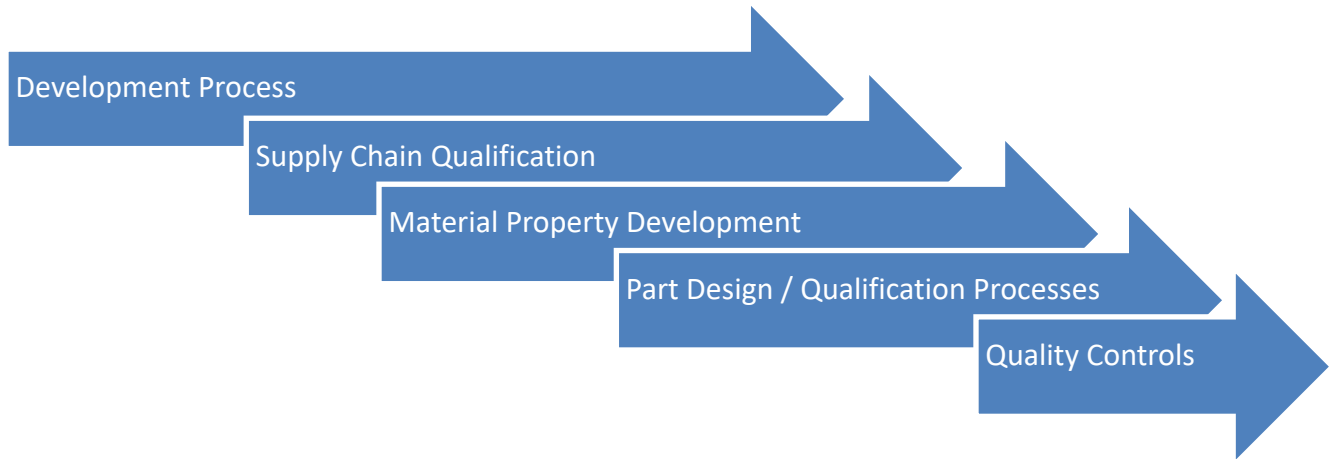 Development Process
Supply Chain Qualification
Material Property Development
Part Design / Qualification Processes
Quality Controls